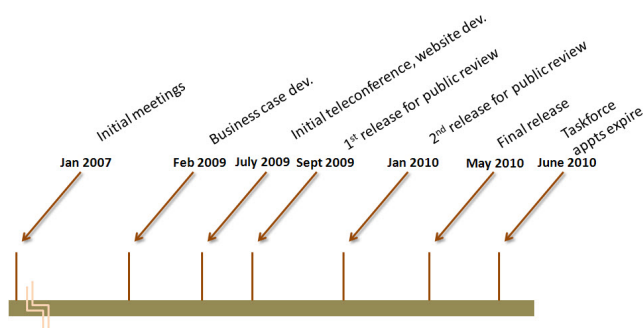 Initial meetings
Business case dev.
Initial teleconference, website dev.
1st release for public review
2nd release for public review
Final release
Taskforce
appts expire
Jan 2007
Feb 2009
July 2009
Sept 2009
Jan 2010
May 2010
June 2010